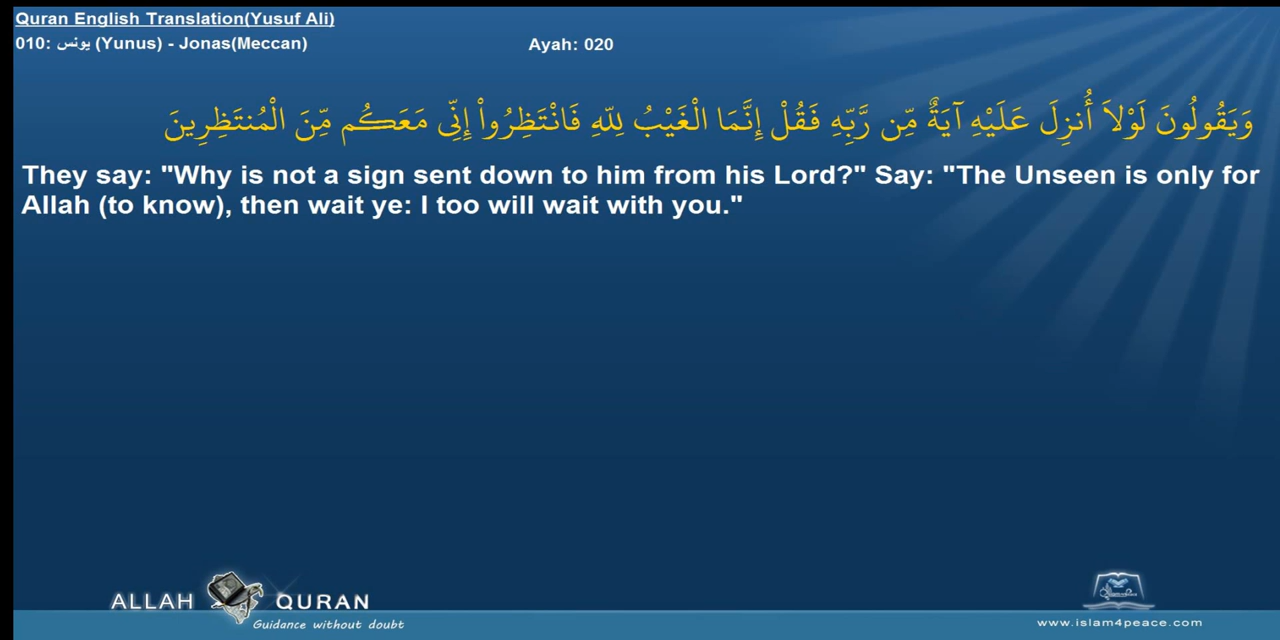 Quran English Translation(Yusuf Ali)
010: يونس (Yunus) - Jonas(Meccan)
Ayah: 020
وَيَقُولُونَ لَوْلاَ أُنزِلَ عَلَيْهِ آيَةٌ مِّن رَّبِّهِ فَقُلْ إِنَّمَا الْغَيْبُ لِلّهِ فَانْتَظِرُواْ إِنِّي مَعَكُم مِّنَ الْمُنتَظِرِينَ
They say: "Why is not a sign sent down to him from his Lord?" Say: "The Unseen is only for
Allah (to know), then wait ye: I too will wait with you."
ALLAH QURAN
Guidance without doubt
www.islam4peace.com